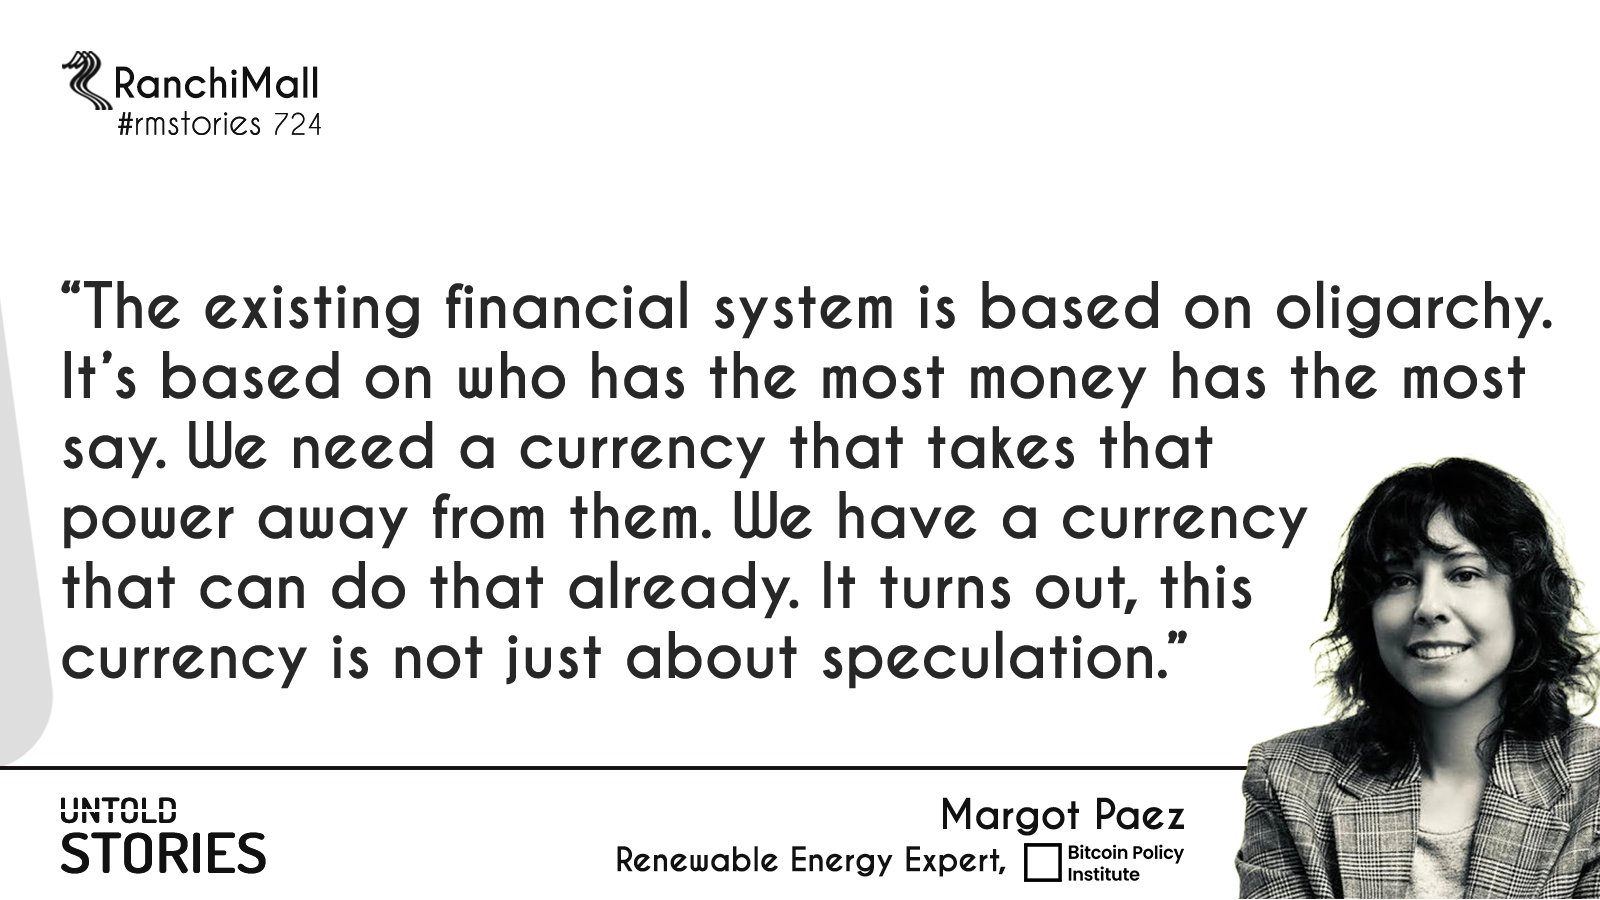 RanchiMall
#rmstories 724
“The existing financial system is based on oligarchy.
It’s based on who has the most money has the most
say. We need a currency that takes that
power away from them. We have a currency
that can do that already. It turns out, this
currency is not just about speculation.”
UNTOLD
STORIES
Margot Paez
Renewable Energy Expert,
Bitcoin Policy
Institute